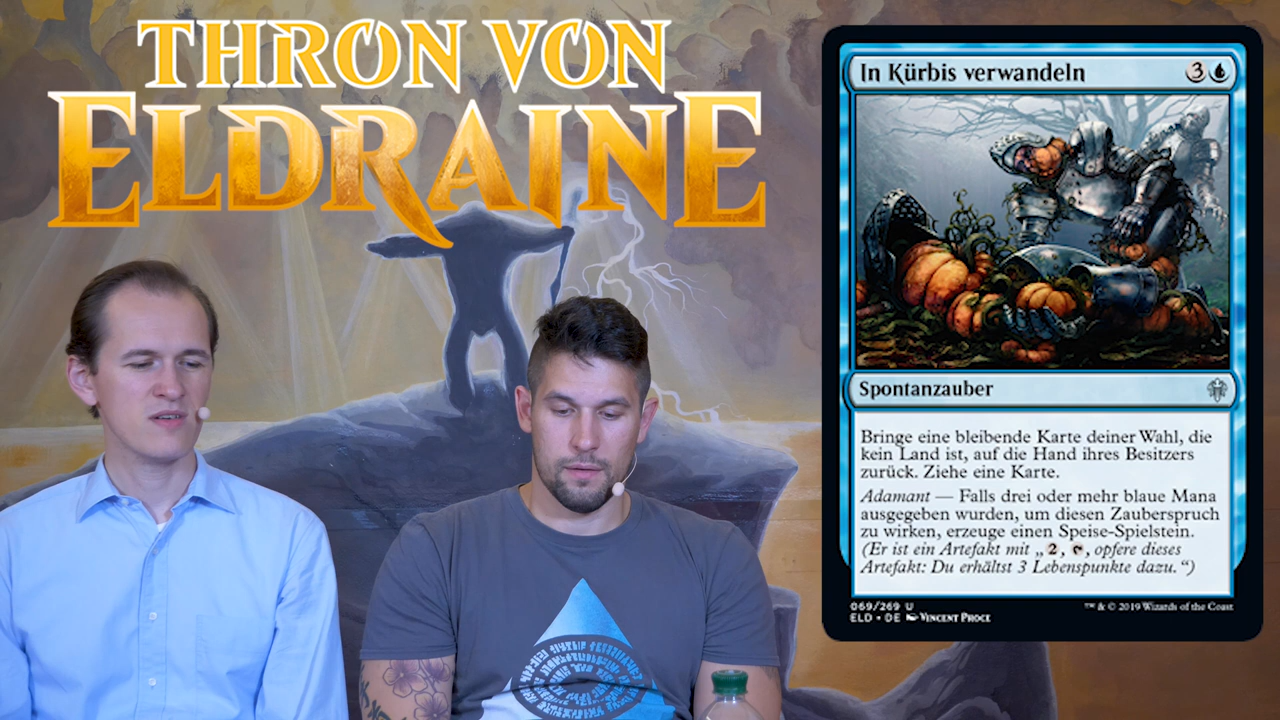 THRON VON
ELDRAINE
In Kürbis verwandeln
3
Spontanzauber
Bringe eine bleibende Karte deiner Wahl, die
kein Land ist, auf die Hand ihres Besitzers
zurück. Ziehe eine Karte.
Adamant — Falls drei oder mehr blaue Mana
ausgegeben wurden, um diesen Zauberspruch
zu wirken, erzeuge einen Speise-Spielstein.
(Er ist ein Artefakt mit „2, , opfere dieses
Artefakt: Du erhältst 3 Lebenspunkte dazu.“)
069/269 U
™ & © 2019 Wizards of the Coast
ELD • DE Vincent Proce